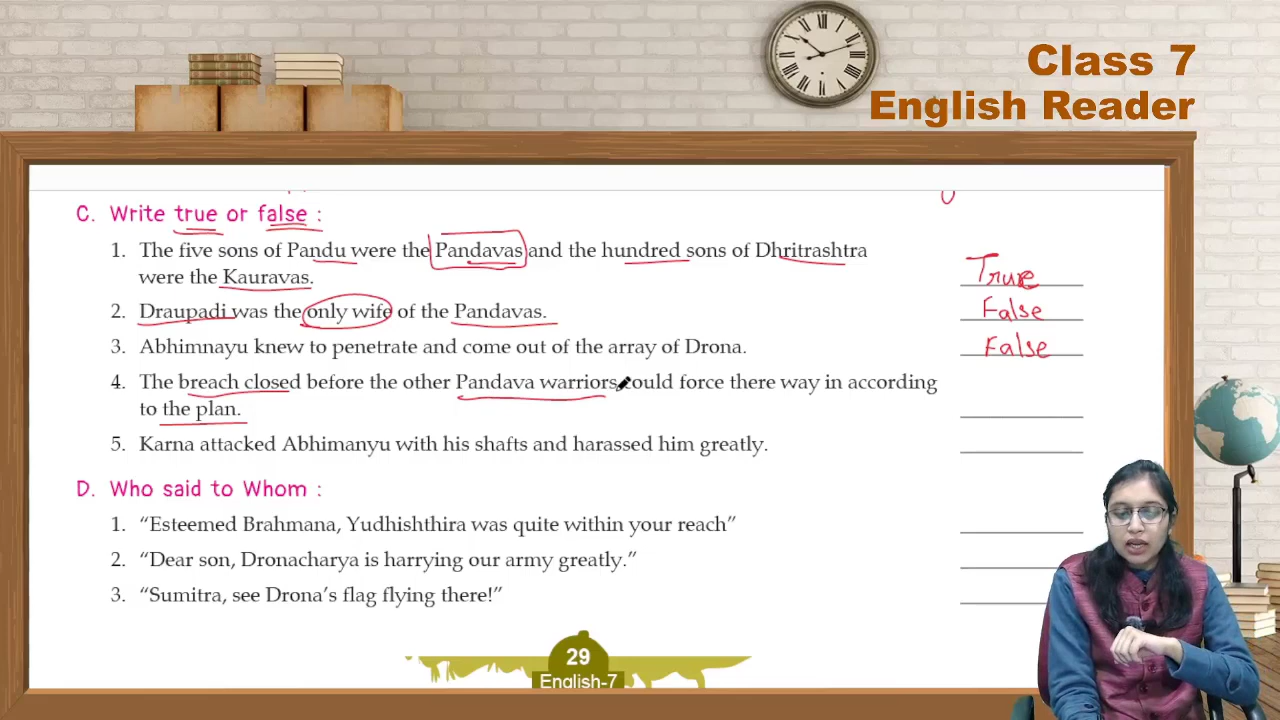 Class 7
English Reader
C. Write true or false :
1. The five sons of Pandu were the Pandavas and the hundred sons of Dhritrashtra
were the Kauravas. True
2. Draupadi was the only wife of the Pandavas. False
3. Abhimnayu knew to penetrate and come out of the array of Drona. False
4. The breach closed before the other Pandava warriors could force there way in according
to the plan.
5. Karna attacked Abhimanyu with his shafts and harassed him greatly.
D. Who said to Whom :
1. “Esteemed Brahmana, Yudhishthira was quite within your reach”
2. “Dear son, Dronacharya is harrying our army greatly.”
3. “Sumitra, see Drona’s flag flying there!”
29
English-7